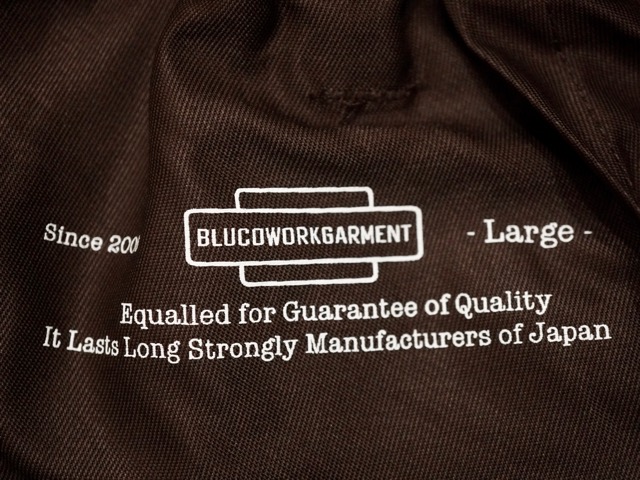 Since 200
BLUCOWORKGARMENT
- Large -
Equalled for Guarantee of Quality
It Lasts Long Strongly Manufacturers of Japan